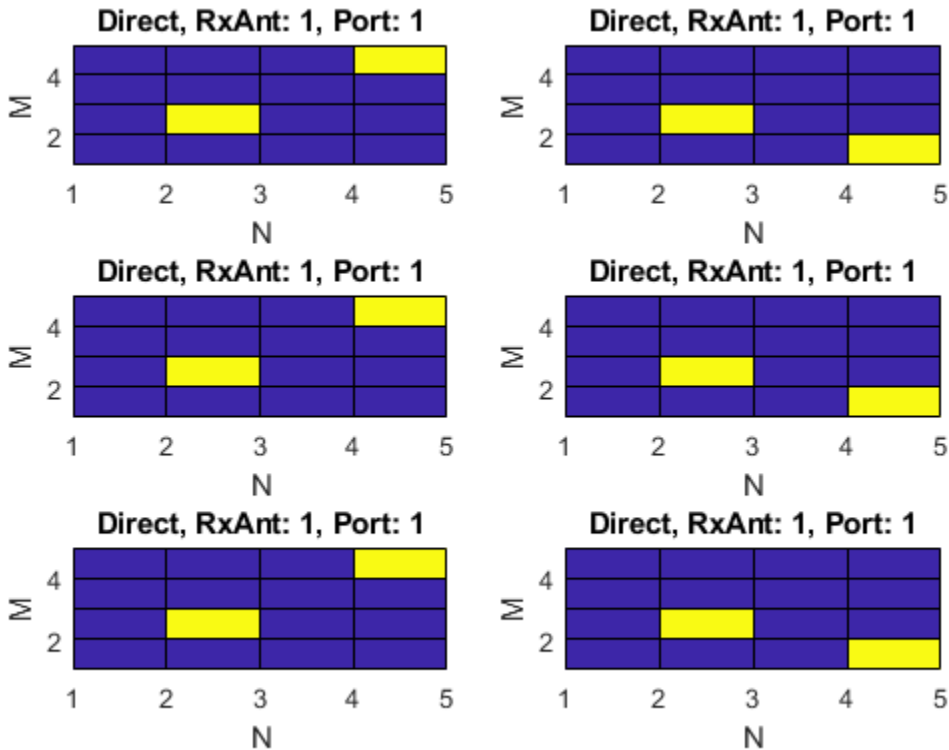 Direct, RxAnt: 1, Port: 1 Direct, RxAnt: 1, Port: 1
4 4
M M
2 2
1 2 3 4 5 1 2 3 4 5
N N
Direct, RxAnt: 1, Port: 1 Direct, RxAnt: 1, Port: 1
4 4
M M
2 2
1 2 3 4 5 1 2 3 4 5
N N
Direct, RxAnt: 1, Port: 1 Direct, RxAnt: 1, Port: 1
4 4
M M
2 2
1 2 3 4 5 1 2 3 4 5
N N